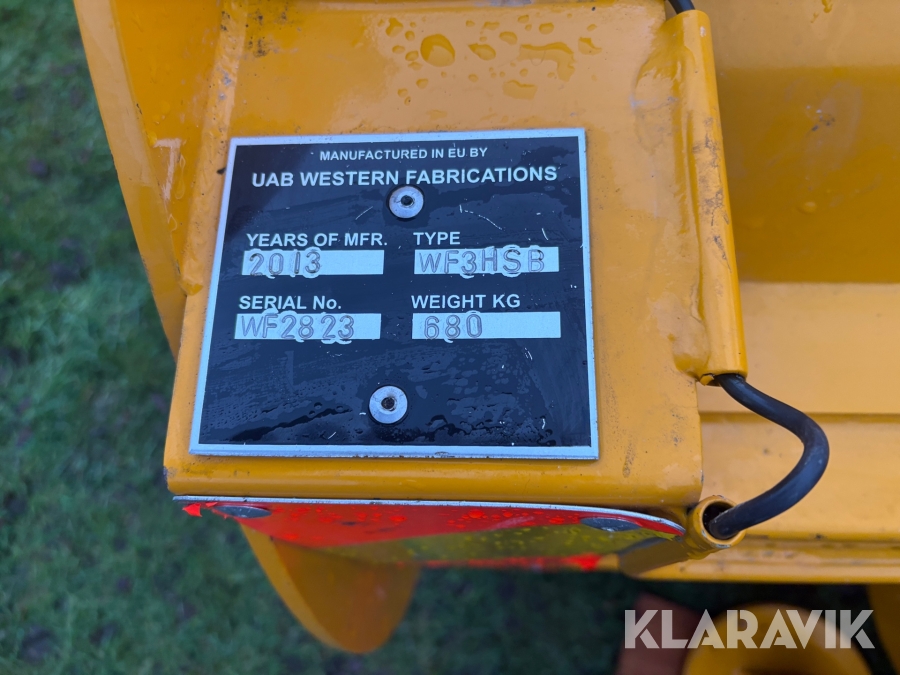 MANUFACTURED IN EU BY
UAB WESTERN FABRICATIONS
YEARS OF MFR. TYPE
2013 WF3HSB
SERIAL No. WEIGHT KG
WF2823 680
KLARAVIK